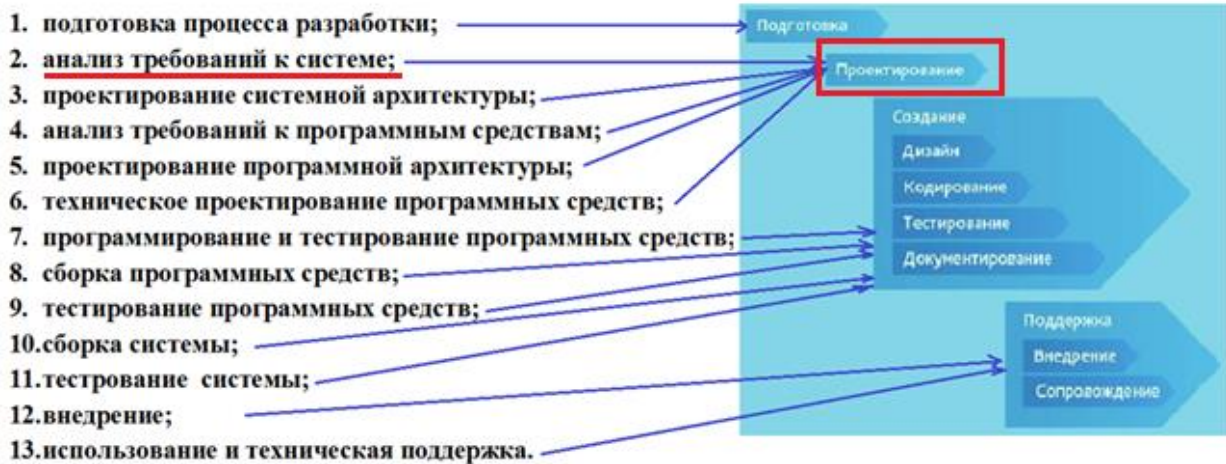 1. подготовка процесса разработки;
2. анализ требований к системе;
3. проектирование системной архитектуры;
4. анализ требований к программным средствам;
5. проектирование программной архитектуры;
6. техническое проектирование программных средств;
7. программирование и тестирование программных средств;
8. сборка программных средств;
9. тестирование программных средств;
10.сборка системы;
11.тестрование системы;
12.внедрение;
13.использование и техническая поддержка.
Подготовка
Проектирование
Создание
Дизайн
Кодирование
Тестирование
Документирование
Поддержка
Внедрение
Сопровождение